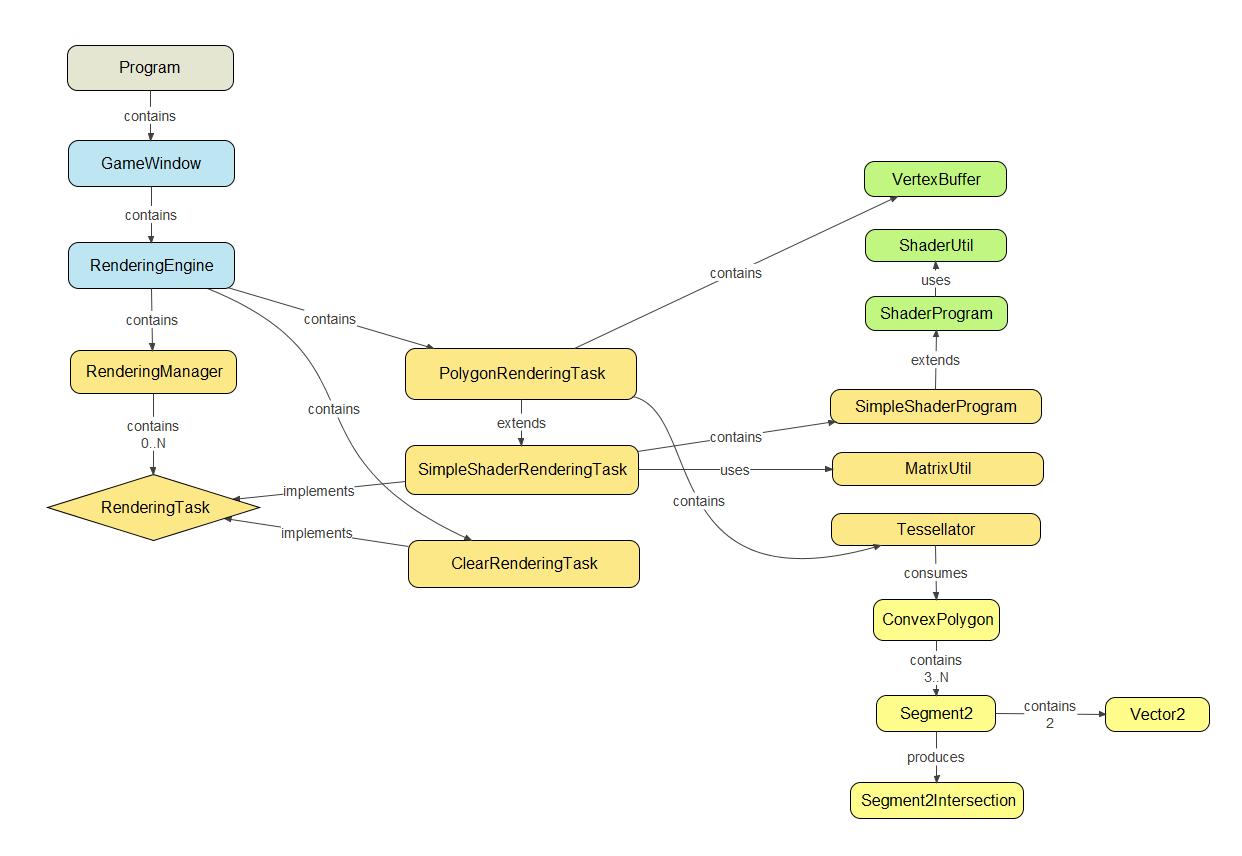 Program
contains
GameWindow
contains
RenderingEngine
contains
RenderingManager
contains
0..N
RenderingTask
contains
contains
PolygonRenderingTask
extends
SimpleShaderRenderingTask
implements
implements
ClearRenderingTask
contains
VertexBuffer
ShaderUtil
uses
ShaderProgram
extends
SimpleShaderProgram
contains
uses
MatrixUtil
contains
Tessellator
consumes
ConvexPolygon
contains
3..N
Segment2
contains
2
Vector2
produces
Segment2Intersection